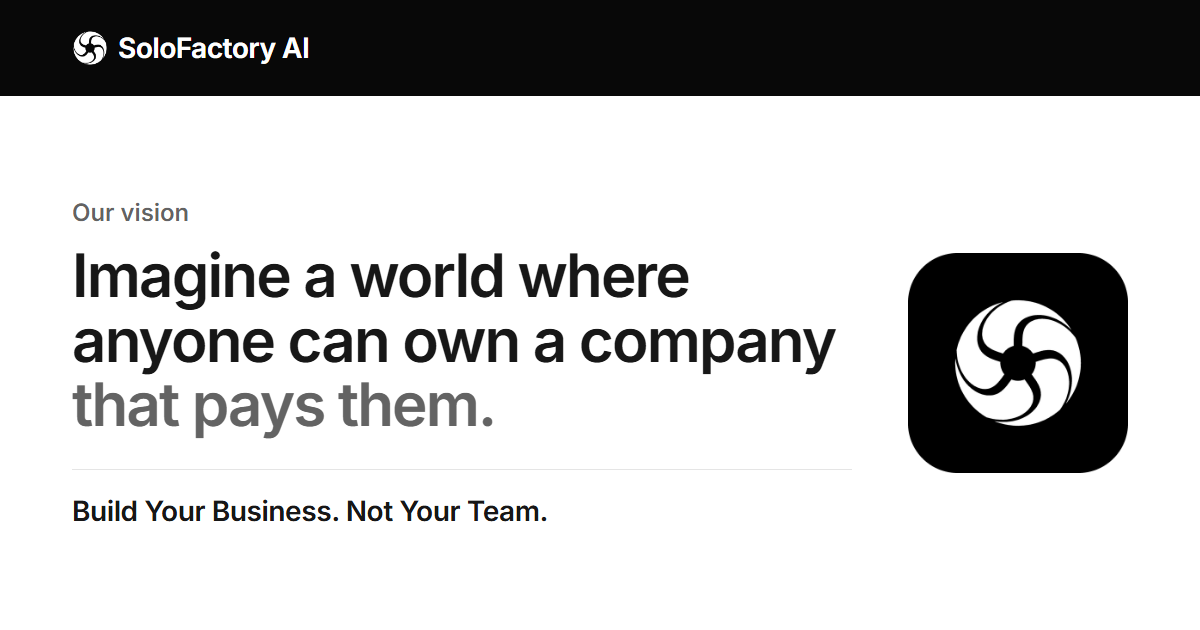 SoloFactory AI
Our vision
Imagine a world where
anyone can own a company
that pays them.
Build Your Business. Not Your Team.